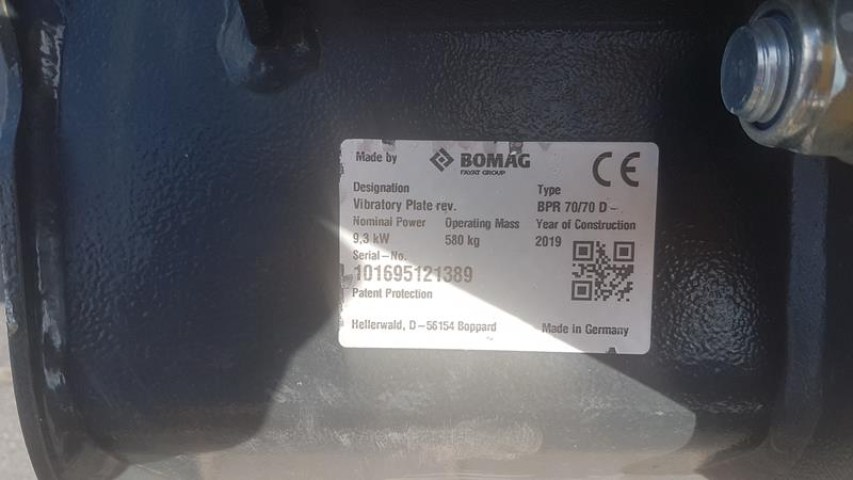 Made by BOMAG
FAYAT GROUP
CE
Designation Type
Vibratory Plate rev. BPR 70/70 D -
Nominal Power Operating Mass Year of Construction
9,3 kW 580 kg 2019
Serial-No.
101695121389
Patent Protection
Hellerwald, D-56154 Boppard Made in Germany